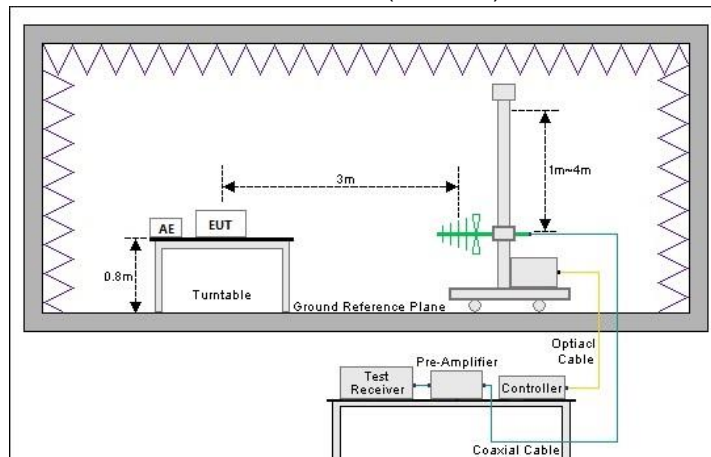 3m
1m~4m
AE
EUT
0.8m
Turntable
Ground Reference Plane
Optiacl
Cable
Pre-Amplifier
Test
Receiver
Controller
Coaxial Cable